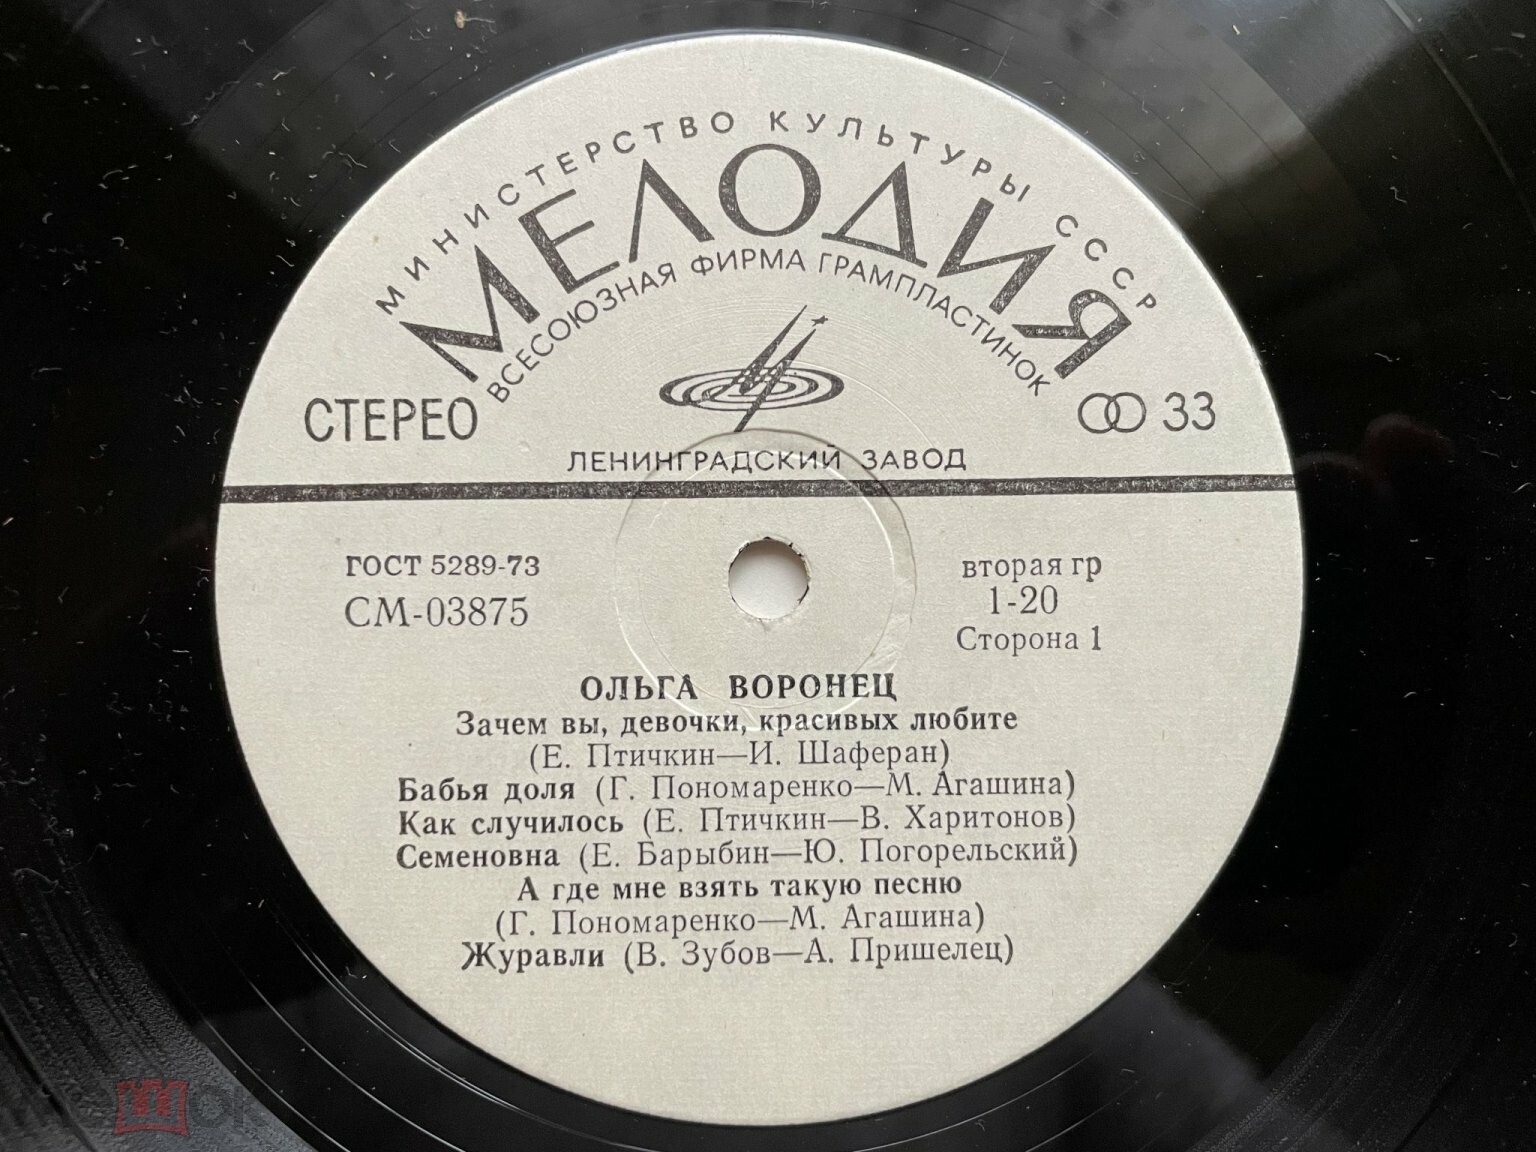 МИНИСТЕРСТВО КУЛЬТУРЫ СССР
МЕЛОДИЯ
ВСЕСОЮЗНАЯ ФИРМА ГРАМПЛАСТИНОК
СТЕРЕО
33
ЛЕНИНГРАДСКИЙ ЗАВОД
ГОСТ 5289-73
СМ-03875
вторая гр
1-20
Сторона 1
ОЛЬГА ВОРОНЕЦ
Зачем вы, девочки, красивых любите
(Е. Птичкин—И. Шаферан)
Бабья доля (Г. Пономаренко—М. Агашина)
Как случилось (Е. Птичкин—В. Харитонов)
Семеновна (Е. Барыбин—Ю. Погорельский)
А где мне взять такую песню
(Г. Пономаренко—М. Агашина)
Журавли (В. Зубов—А. Пришелец)